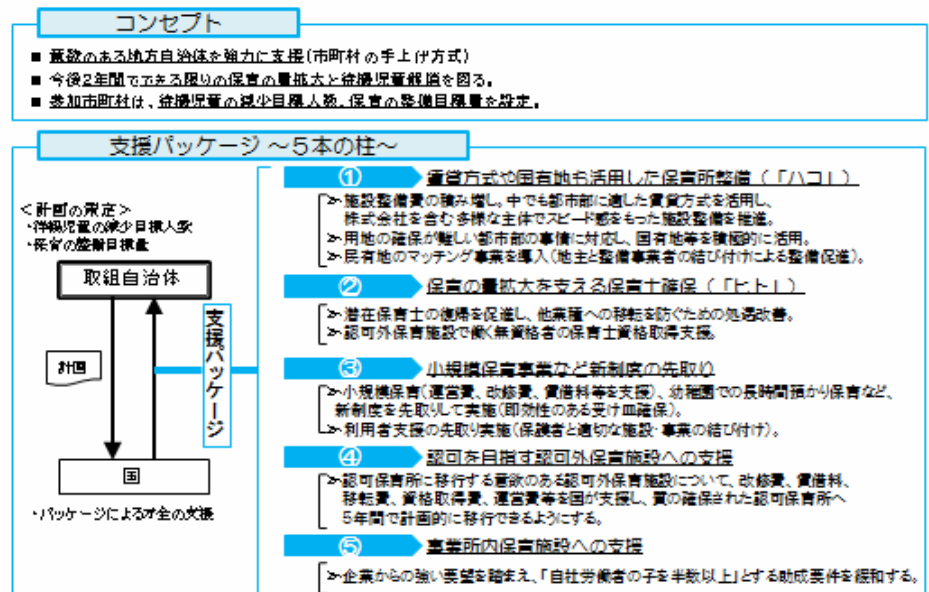 コンセプト
■ 意欲のある地方自治体を強力に支援(市町村の手上げ方式)
■ 今後2年間でできる限りの保育の量拡大と待機児童解消を図る。
■ 参加市町村は、待機児童の減少目標人数、保育の整備目標量を設定。
支援パッケージ ～5本の柱～
<計画の策定>
・待機児童の減少目標人数
・保育の整備目標量
取組自治体
計画
支援パッケージ
国
・パッケージによる万全の支援
① 賃貸方式や国有地も活用した保育所整備(「ハコ」)
➢施設整備費の積み増し。中でも都市部に適した賃貸方式を活用し、
株式会社を含む多様な主体でスピード感をもった施設整備を推進。
➢用地の確保が難しい都市部の事情に対応し、国有地等を積極的に活用。
➢民有地のマッチング事業を導入(地主と整備事業者の結び付けによる整備促進)。
② 保育の量拡大を支える保育士確保(「ヒト」)
➢潜在保育士の復帰を促進し、他業種への移転を防ぐための処遇改善。
➢認可外保育施設で働く無資格者の保育士資格取得支援。
③ 小規模保育事業など新制度の先取り
➢小規模保育(運営費、改修費、賃借料等を支援)、幼稚園での長時間預かり保育など、
新制度を先取りして実施(即効性のある受け皿確保)。
➢利用者支援の先取り実施(保護者と適切な施設・事業の結び付け)。
④ 認可を目指す認可外保育施設への支援
➢認可保育所に移行する意欲のある認可外保育施設について、改修費、賃借料、
移転費、資格取得費、運営費等を国が支援し、質の確保された認可保育所へ
5年間で計画的に移行できるようにする。
⑤ 事業所内保育施設への支援
➢企業からの強い要望を踏まえ、「自社労働者の子を半数以上」とする助成要件を緩和する。